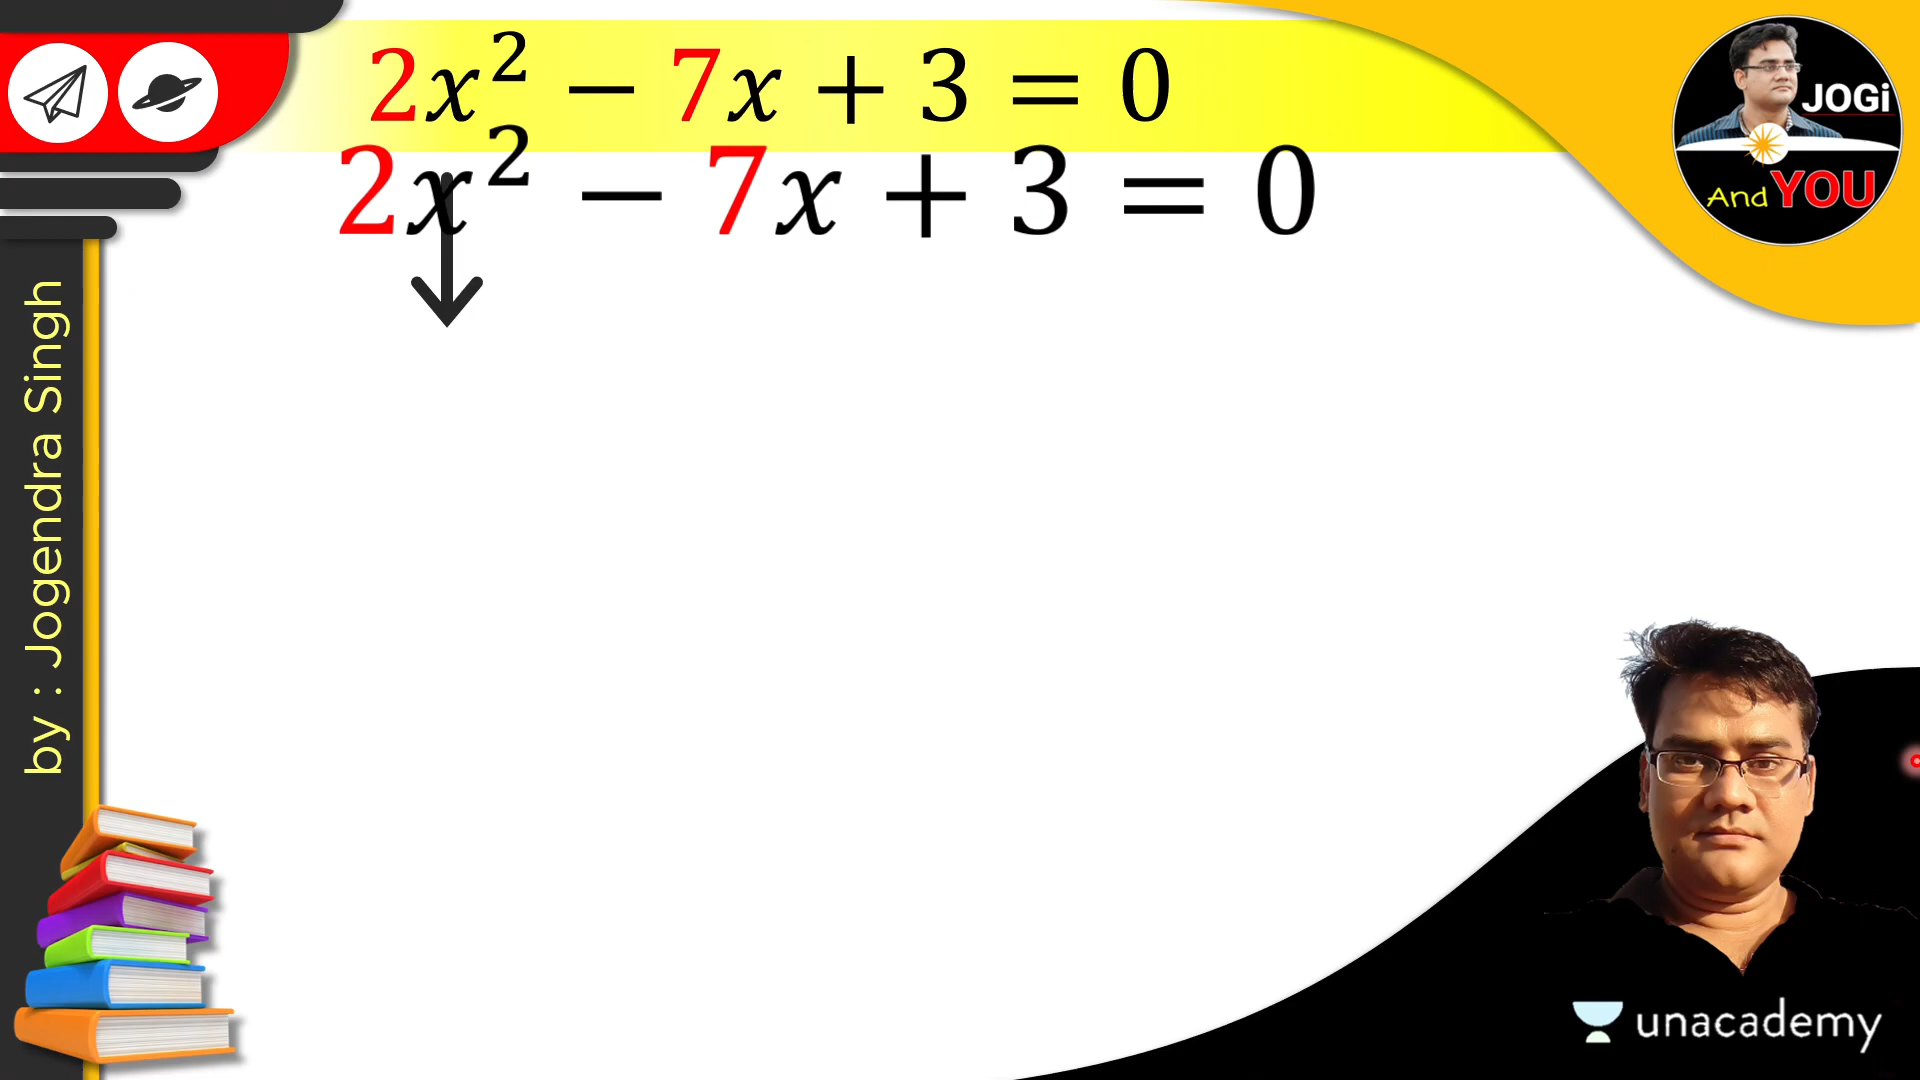 2x² − 7x + 3 = 0
2x² − 7x + 3 = 0
JOGi
And YOU
by : Jogendra Singh
unacademy